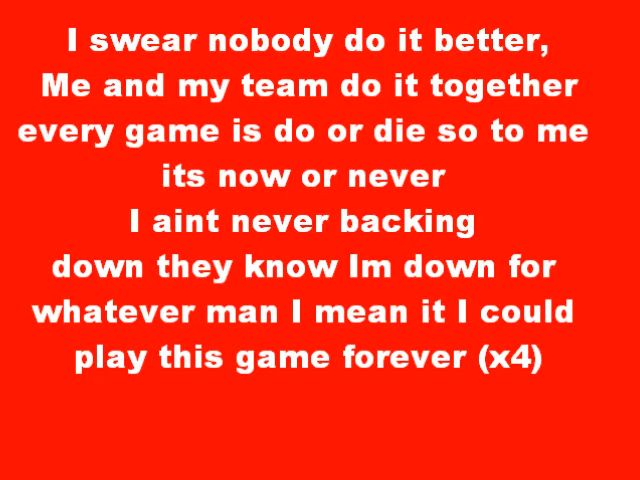 I swear nobody do it better,
Me and my team do it together
every game is do or die so to me
its now or never
I aint never backing
down they know Im down for
whatever man I mean it I could
play this game forever (x4)